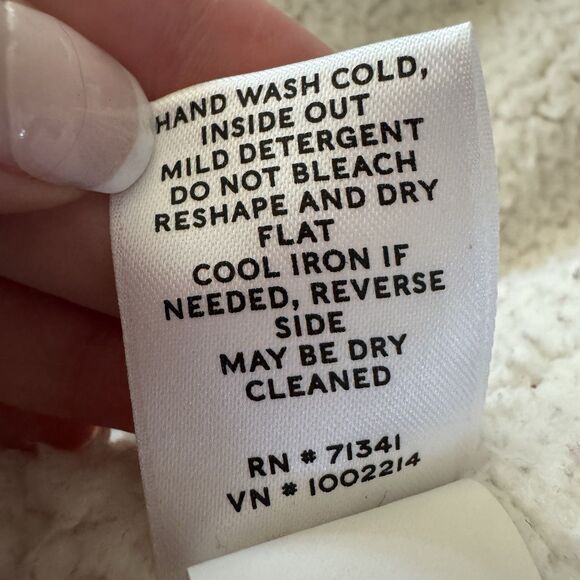 HAND WASH COLD,
INSIDE OUT
MILD DETERGENT
DO NOT BLEACH
RESHAPE AND DRY
FLAT
COOL IRON IF
NEEDED, REVERSE
SIDE
MAY BE DRY
CLEANED
RN # 71341
VN # 1002214